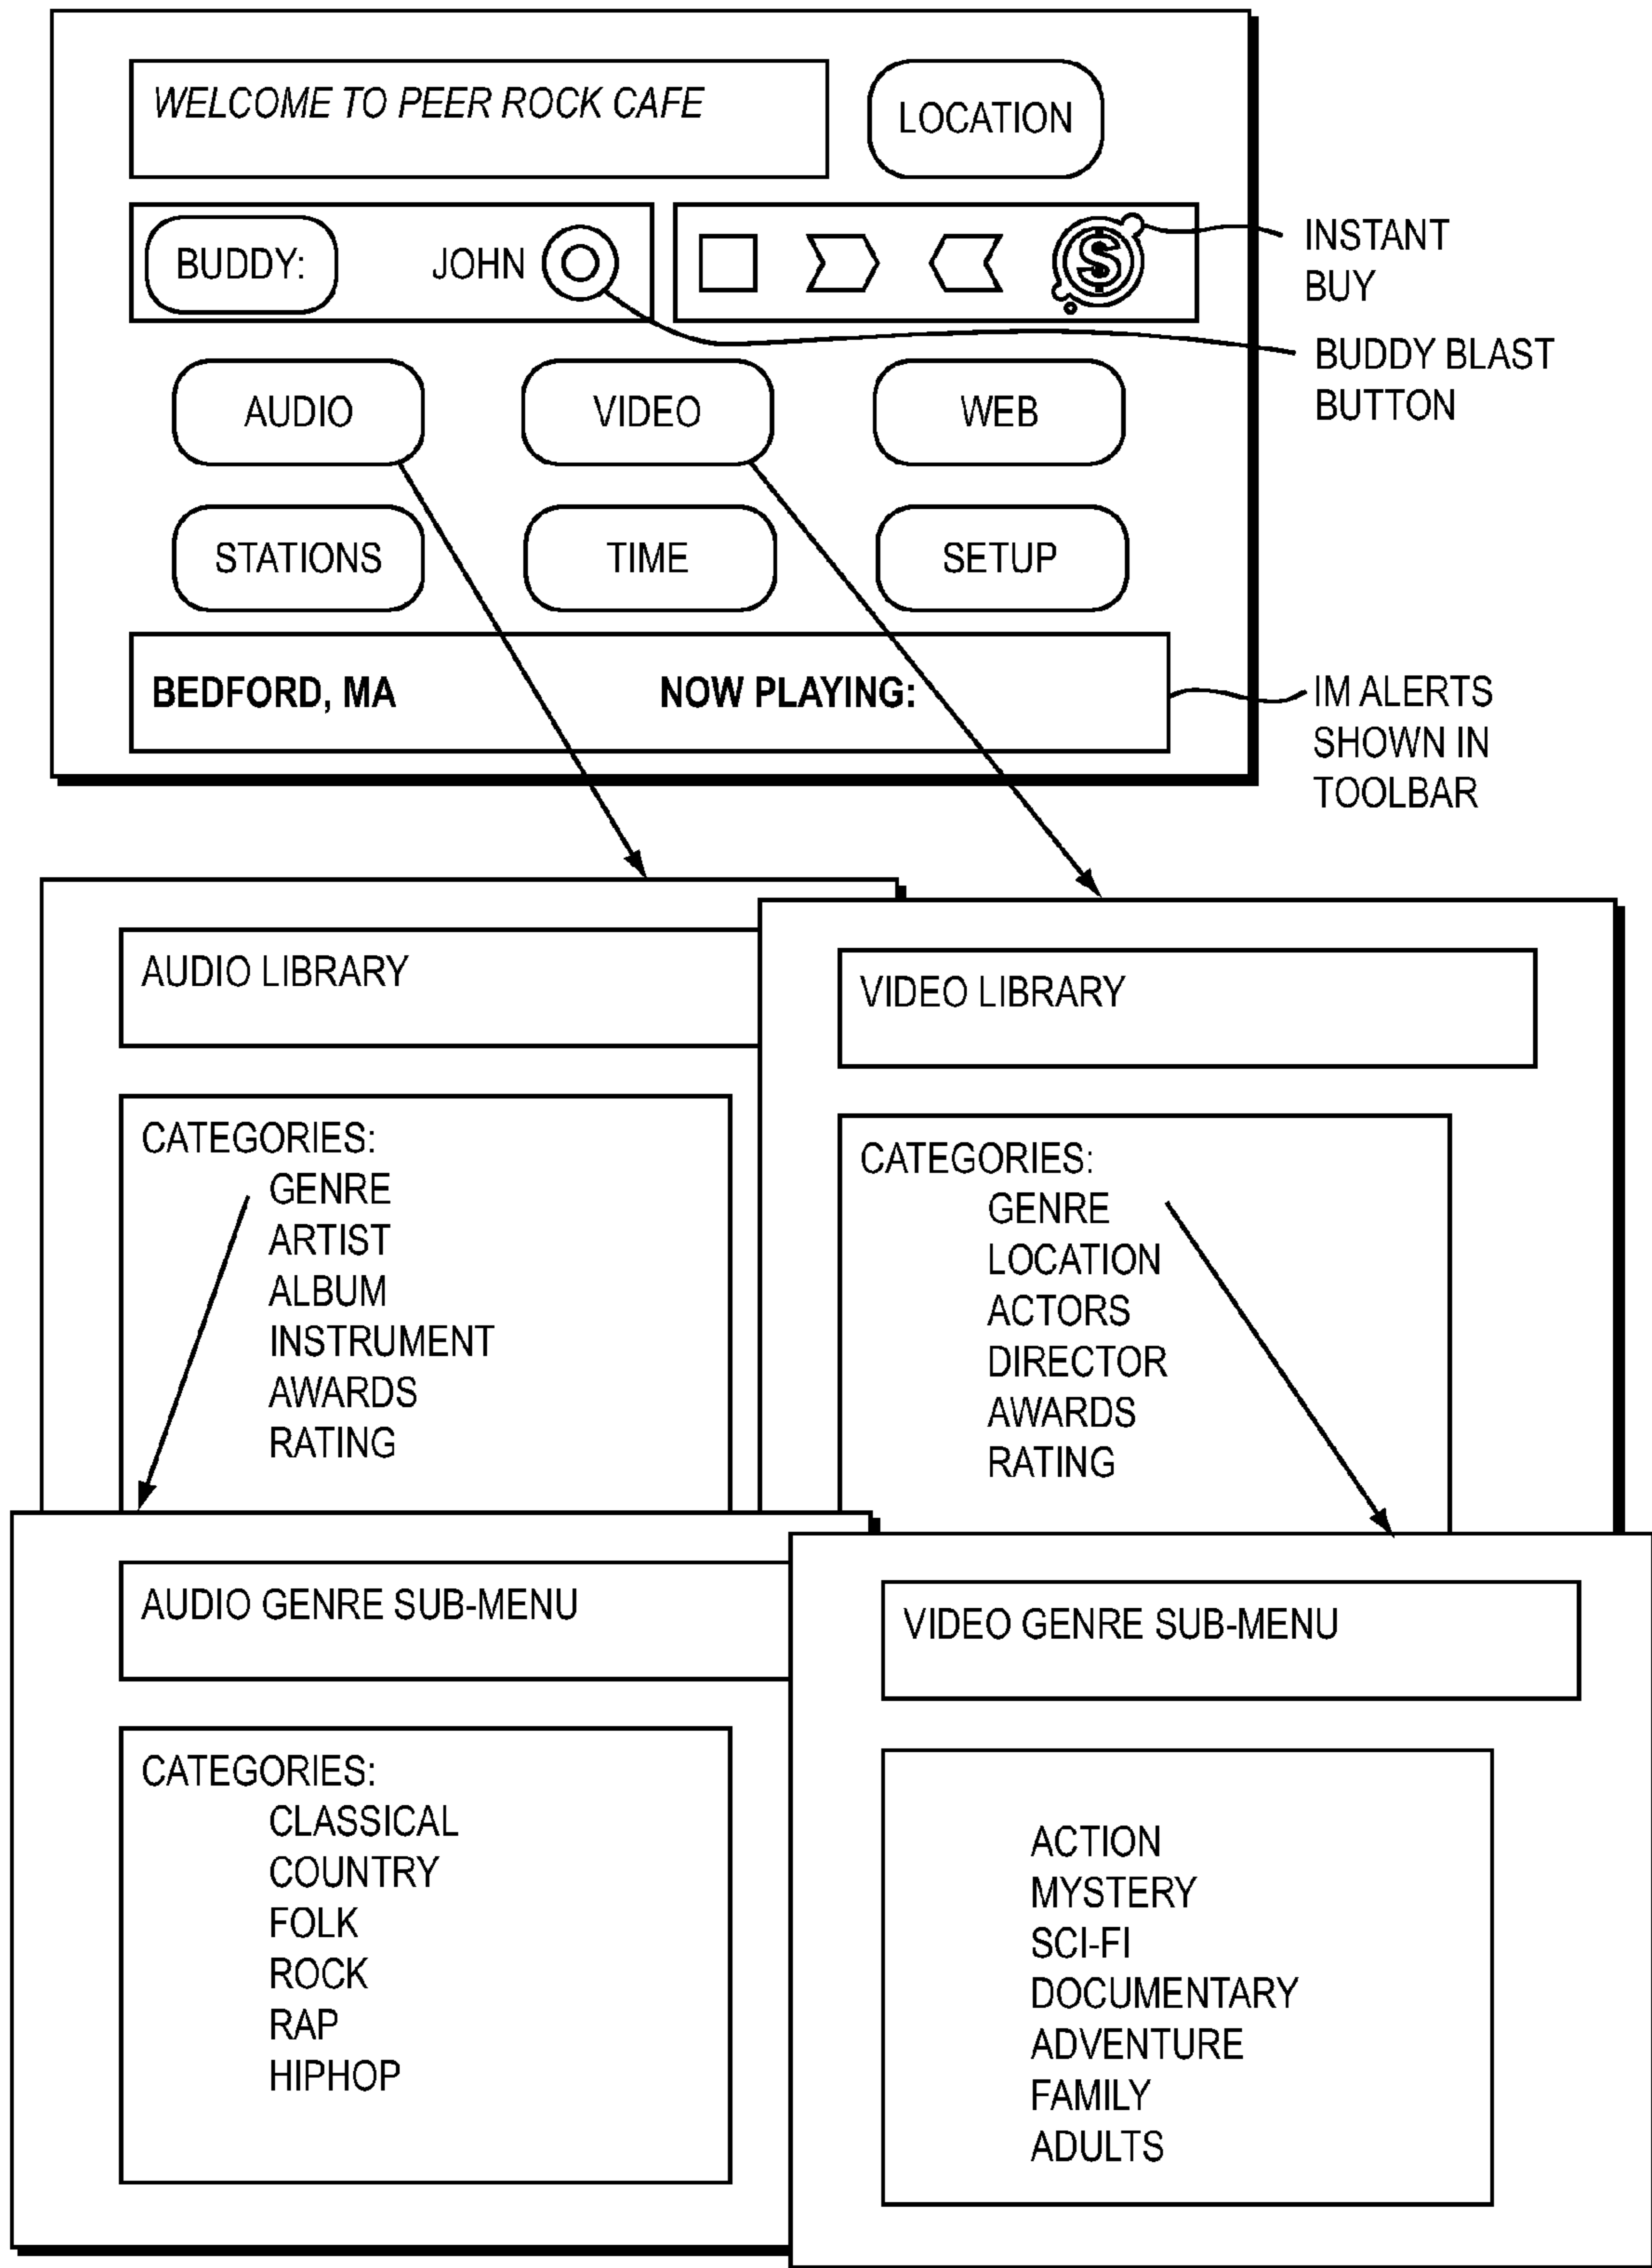 WELCOME TO PEER ROCK CAFE
LOCATION
BUDDY: JOHN
$
INSTANT
BUY
BUDDY BLAST
BUTTON
AUDIO VIDEO WEB
STATIONS TIME SETUP
BEDFORD, MA NOW PLAYING:
IM ALERTS
SHOWN IN
TOOLBAR
AUDIO LIBRARY
CATEGORIES:
GENRE
ARTIST
ALBUM
INSTRUMENT
AWARDS
RATING
VIDEO LIBRARY
CATEGORIES:
GENRE
LOCATION
ACTORS
DIRECTOR
AWARDS
RATING
AUDIO GENRE SUB-MENU
CATEGORIES:
CLASSICAL
COUNTRY
FOLK
ROCK
RAP
HIPHOP
VIDEO GENRE SUB-MENU
ACTION
MYSTERY
SCI-FI
DOCUMENTARY
ADVENTURE
FAMILY
ADULTS